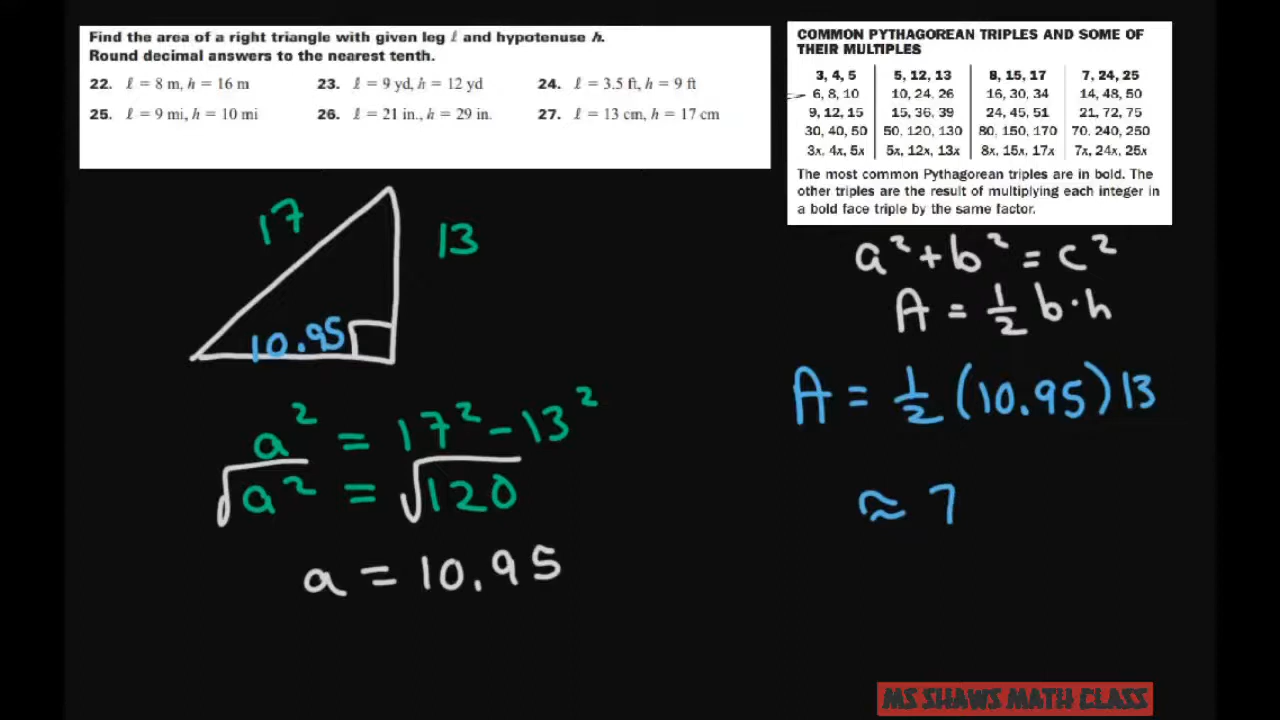 Find the area of a right triangle with given leg ℓ and hypotenuse h.
Round decimal answers to the nearest tenth.
22. ℓ = 8 m, h = 16 m 23. ℓ = 9 yd, h = 12 yd 24. ℓ = 3.5 ft, h = 9 ft
25. ℓ = 9 mi, h = 10 mi 26. ℓ = 21 in., h = 29 in. 27. ℓ = 13 cm, h = 17 cm
COMMON PYTHAGOREAN TRIPLES AND SOME OF
THEIR MULTIPLES
3, 4, 5 5, 12, 13 8, 15, 17 7, 24, 25
6, 8, 10 10, 24, 26 16, 30, 34 14, 48, 50
9, 12, 15 15, 36, 39 24, 45, 51 21, 72, 75
30, 40, 50 50, 120, 130 80, 150, 170 70, 240, 250
3x, 4x, 5x 5x, 12x, 13x 8x, 15x, 17x 7x, 24x, 25x
The most common Pythagorean triples are in bold. The
other triples are the result of multiplying each integer in
a bold face triple by the same factor.
17
13
10.95
a² = 17² - 13²
√a² = √120
a = 10.95
a² + b² = c²
A = 1/2 b·h
A = 1/2 (10.95) 13
≈ 7
MS SHAWS MATH CLASS